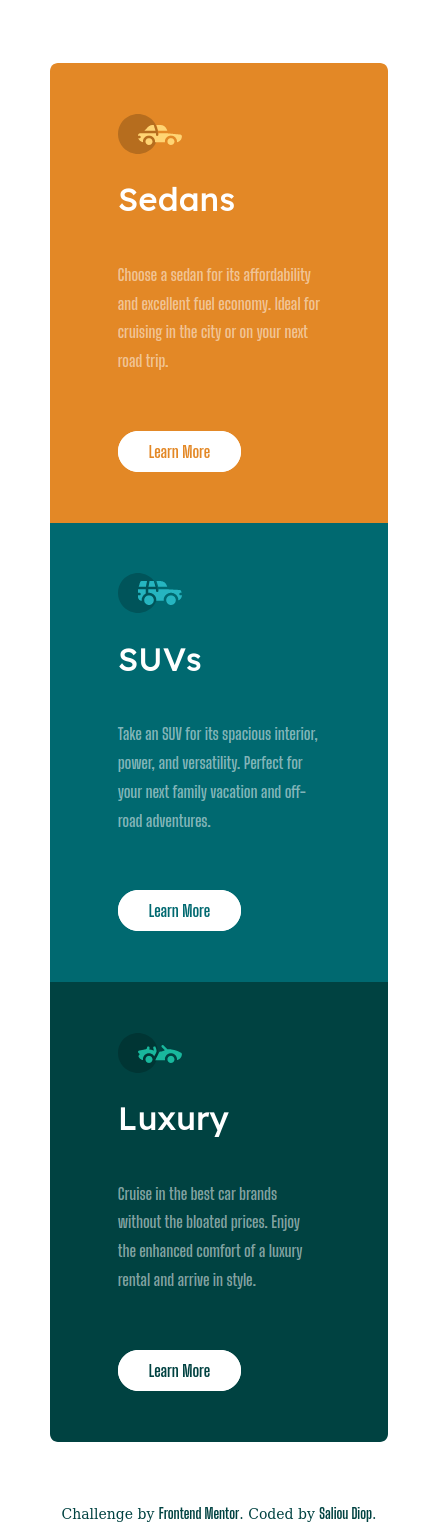 Sedans
Choose a sedan for its affordability
and excellent fuel economy. Ideal for
cruising in the city or on your next
road trip.
Learn More
SUVs
Take an SUV for its spacious interior,
power, and versatility. Perfect for
your next family vacation and off-
road adventures.
Learn More
Luxury
Cruise in the best car brands
without the bloated prices. Enjoy
the enhanced comfort of a luxury
rental and arrive in style.
Learn More
Challenge by Frontend Mentor. Coded by Saliou Diop.